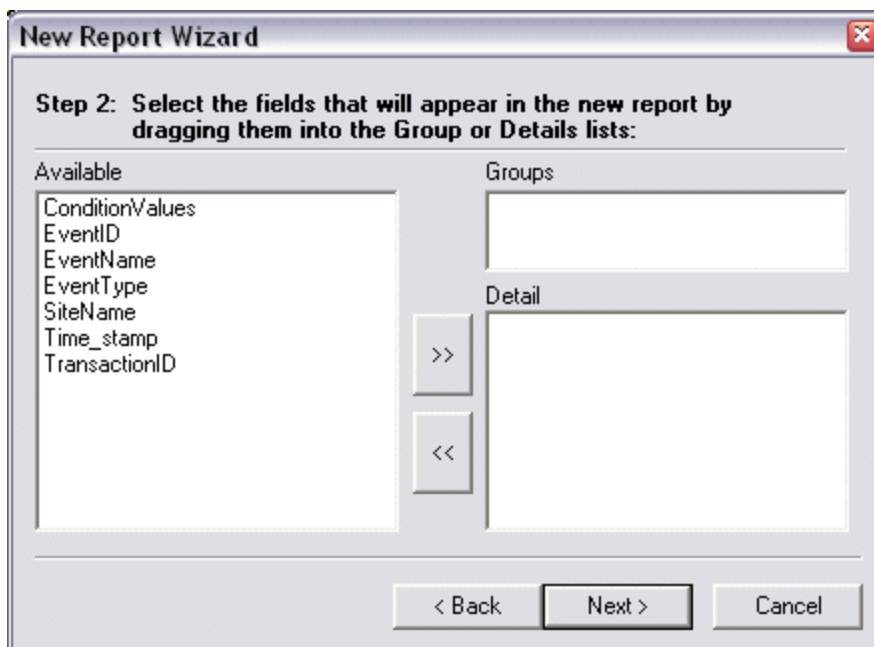 New Report Wizard
Step 2: Select the fields that will appear in the new report by
dragging them into the Group or Details lists:
Available
ConditionValues
EventID
EventName
EventType
SiteName
Time_stamp
TransactionID
>>
<<
Groups
Detail
< Back
Next >
Cancel